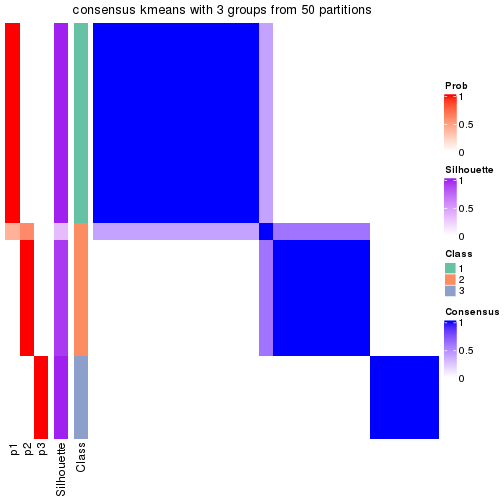 consensus kmeans with 3 groups from 50 partitions
Prob
1
0.5
0
Silhouette
1
0.5
0
Class
1
2
3
Consensus
1
0.5
0
p1
p2
p3
Silhouette
Class